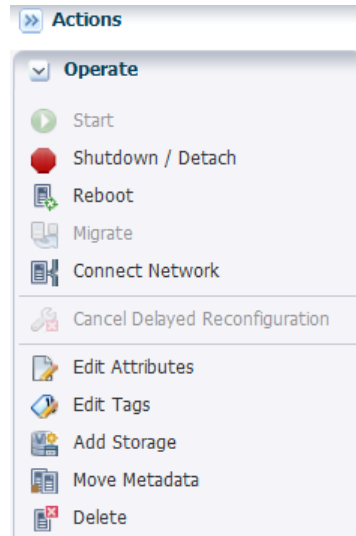 Actions
Operate
Start
Shutdown / Detach
Reboot
Migrate
Connect Network
Cancel Delayed Reconfiguration
Edit Attributes
Edit Tags
Add Storage
Move Metadata
Delete